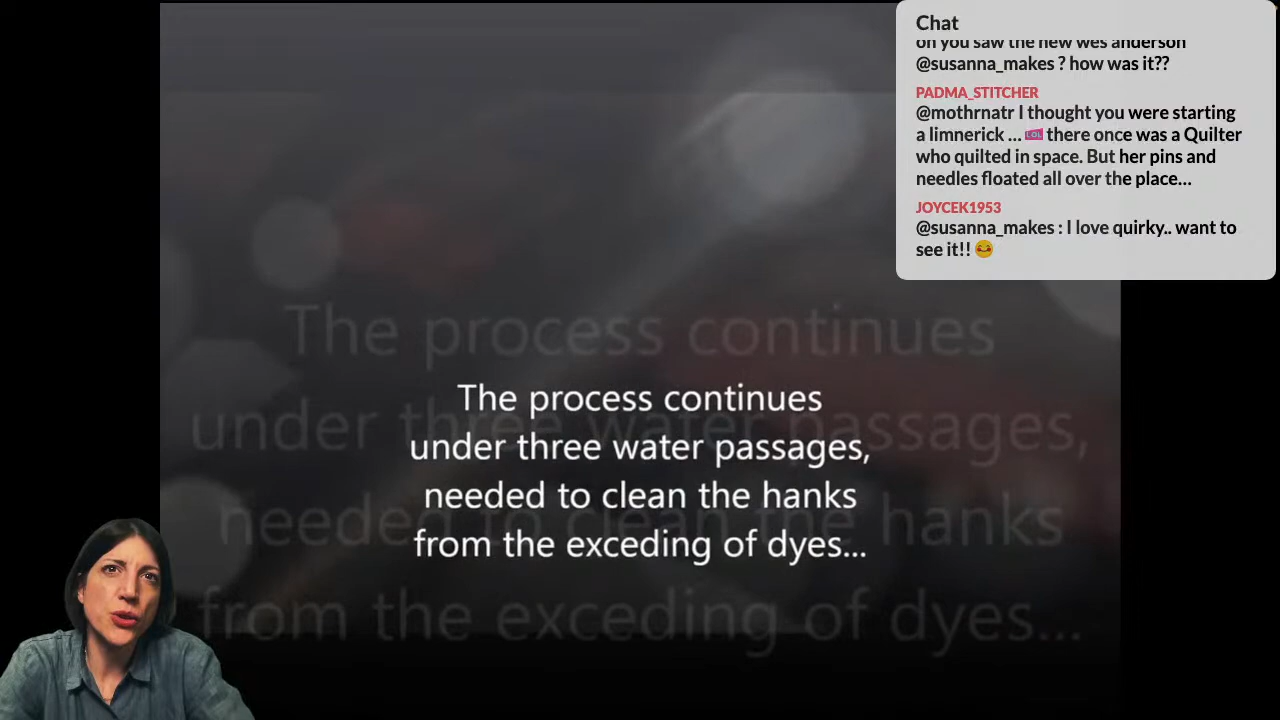 Chat
oh you saw the new wes anderson
@susanna_makes ? how was it??
PADMA_STITCHER
@mothrnatr I thought you were starting
a limnerick ... LOL there once was a Quilter
who quilted in space. But her pins and
needles floated all over the place...
JOYCEK1953
@susanna_makes : I love quirky.. want to
see it!!
The process continues
under three water passages,
needed to clean the hanks
from the exceding of dyes...
The process continues
under three water passages,
needed to clean the hanks
from the exceding of dyes...